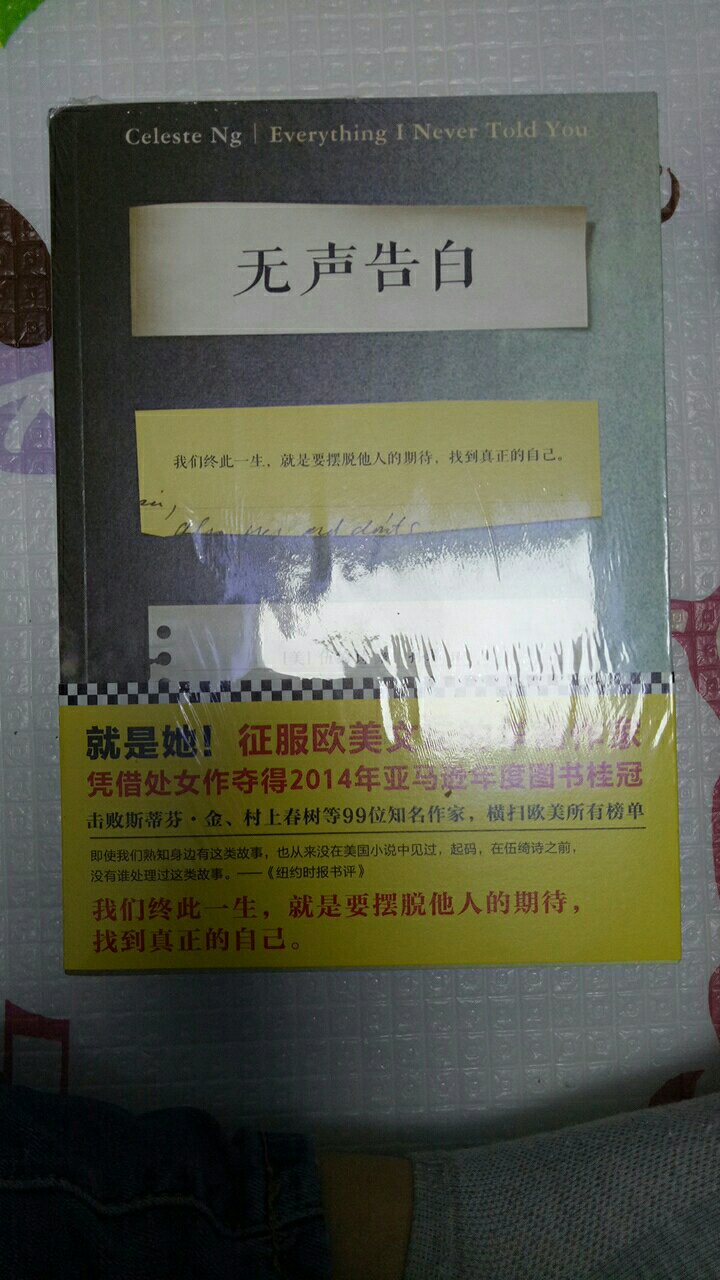 Celeste Ng | Everything I Never Told You
无声告白
我们终此一生，就是要摆脱他人的期待，找到真正的自己。
[美]
就是她！征服欧美文
凭借处女作夺得2014年亚马逊年度图书桂冠
击败斯蒂芬·金、村上春树等99位知名作家，横扫欧美所有榜单
即使我们熟知身边有这类故事，也从来没在美国小说中见过，起码，在伍绮诗之前，
没有谁处理过这类故事。——《纽约时报书评》
我们终此一生，就是要摆脱他人的期待，
找到真正的自己。